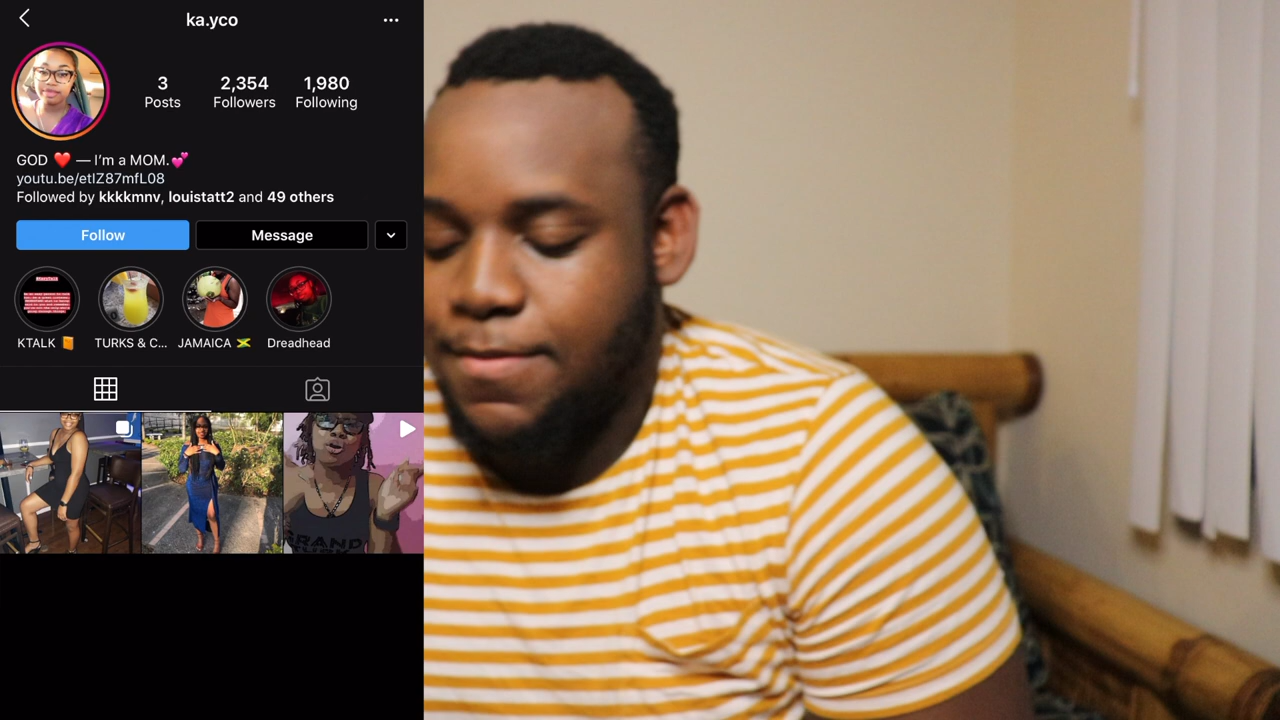 ka.yco
3
Posts
2,354
Followers
1,980
Following
GOD ❤️ — I'm a MOM.💕
youtu.be/etIZ87mfL08
Followed by kkkkmnv, louistatt2 and 49 others
Follow
Message
KTALK
TURKS & C...
JAMAICA 🇯🇲
Dreadhead
GRAND